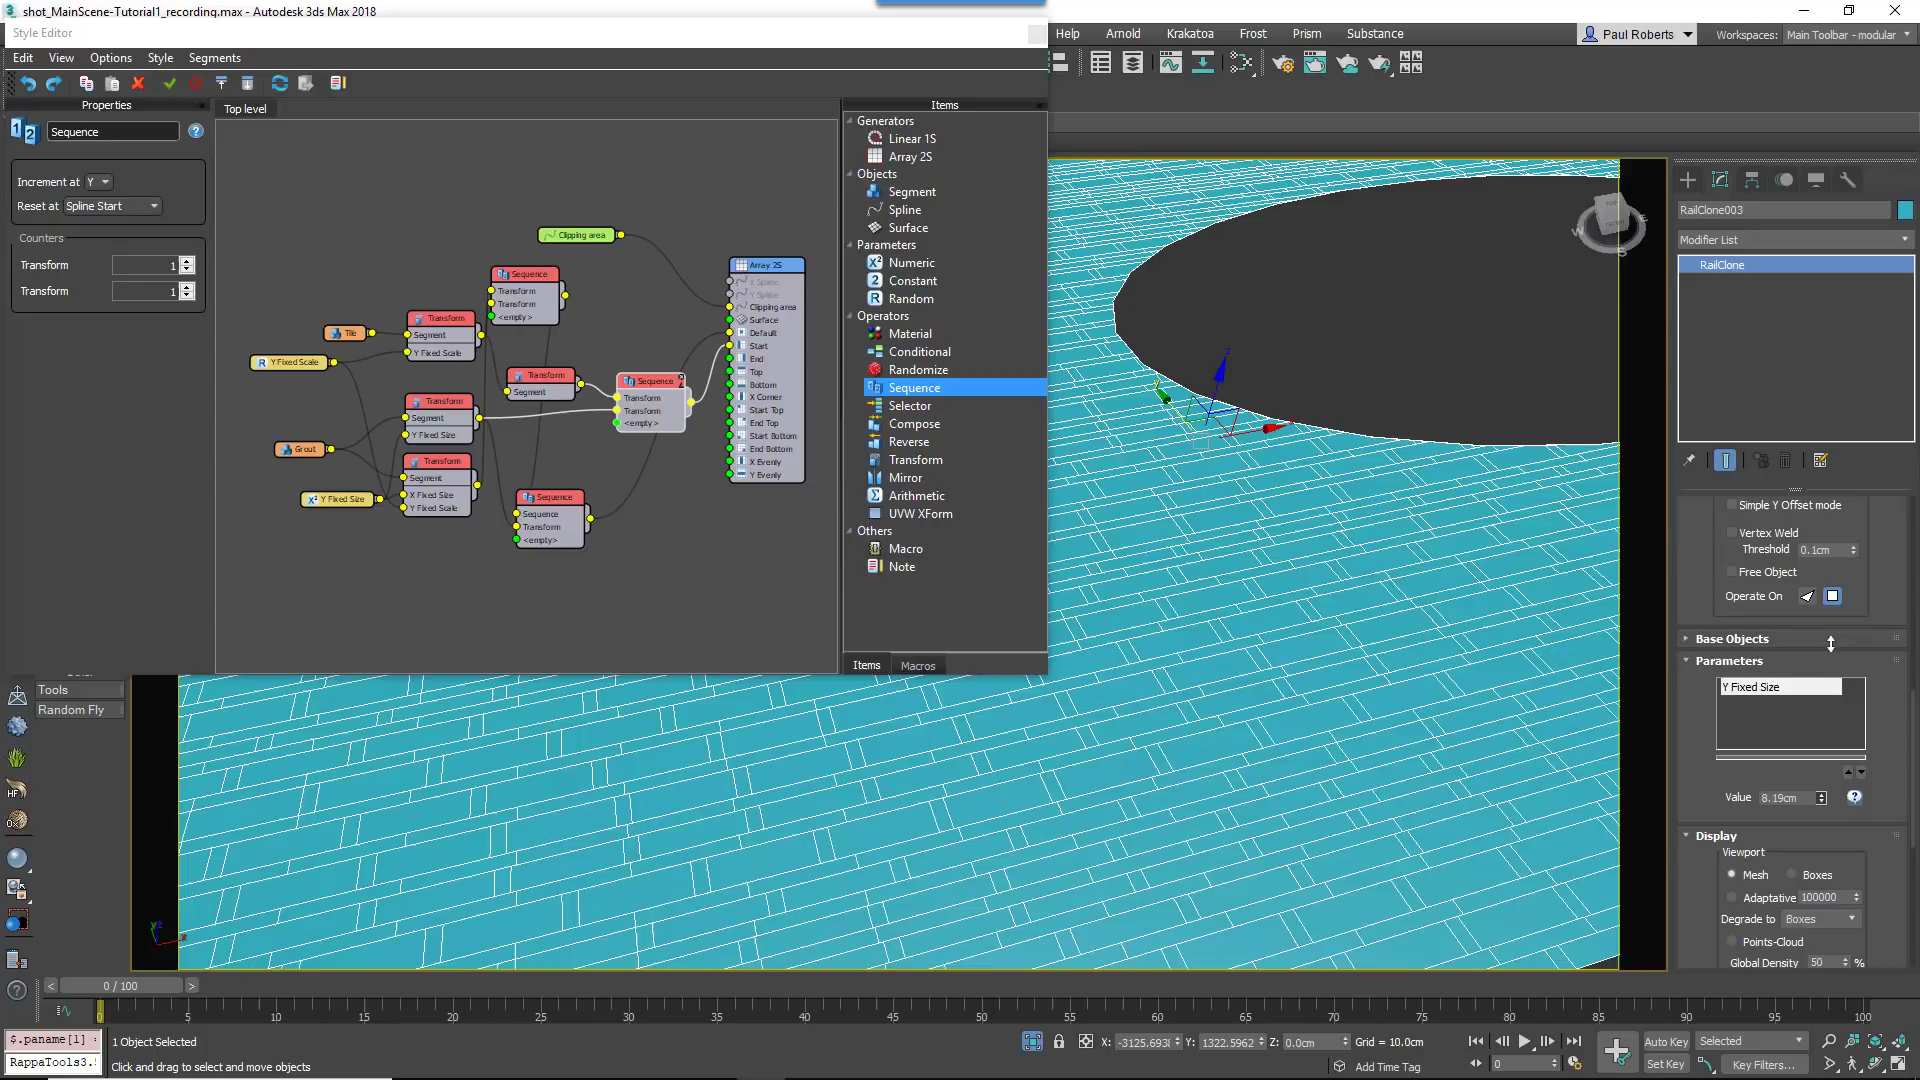 shot_MainScene-Tutorial1_recording.max - Autodesk 3ds Max 2018
Style Editor
Help Arnold Krakatoa Frost Prism Substance
Paul Roberts
Workspaces: Main Toolbar - modular
Edit View Options Style Segments
Properties
Sequence
Increment at Y
Reset at Spline Start
Counters
Transform 1
Transform 1
Top level
Clipping area
Sequence
Transform
Transform
<empty>
Tile
Y Fixed Scale
Transform
Segment
Y Fixed Scale
Transform
Segment
Sequence
Transform
Transform
<empty>
Transform
Segment
Y Fixed Size
Grout
Transform
Segment
X Fixed Size
Y Fixed Scale
Y Fixed Size
Sequence
Sequence
Transform
<empty>
Array 2S
X Spline
Y Spline
Clipping area
Surface
Default
Start
End
Top
Bottom
X Corner
Start Top
End Top
Start Bottom
End Bottom
X Evenly
Y Evenly
Items
Generators
Linear 1S
Array 2S
Objects
Segment
Spline
Surface
Parameters
Numeric
Constant
Random
Operators
Material
Conditional
Randomize
Sequence
Selector
Compose
Reverse
Transform
Mirror
Arithmetic
UVW XForm
Others
Macro
Note
Items Macros
RailClone003
Modifier List
RailClone
Simple Y Offset mode
Vertex Weld
Threshold 0.1cm
Free Object
Operate On
Base Objects
Parameters
Y Fixed Size
Value 8.19cm
Display
Viewport
Mesh Boxes
Adaptive 100000
Degrade to Boxes
Points-Cloud
Global Density 50 %
Tools
Random Fly
0 / 100
0 5 10 15 20 25 30 35 40 45 50 55 60 65 70 75 80 85 90 95 100
$.paname[1]
RappaTools3.
1 Object Selected
Click and drag to select and move objects
X: -3125.693 Y: 1322.5962 Z: 0.0cm Grid = 10.0cm
Add Time Tag
0
Auto Key Selected
Set Key Key Filters...